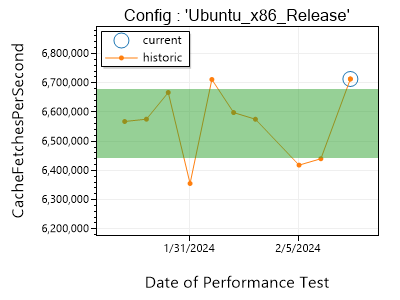 Config : 'Ubuntu_x86_Release'
current
historic
CacheFetchesPerSecond
6,800,000
6,700,000
6,600,000
6,500,000
6,400,000
6,300,000
6,200,000
1/31/2024
2/5/2024
Date of Performance Test